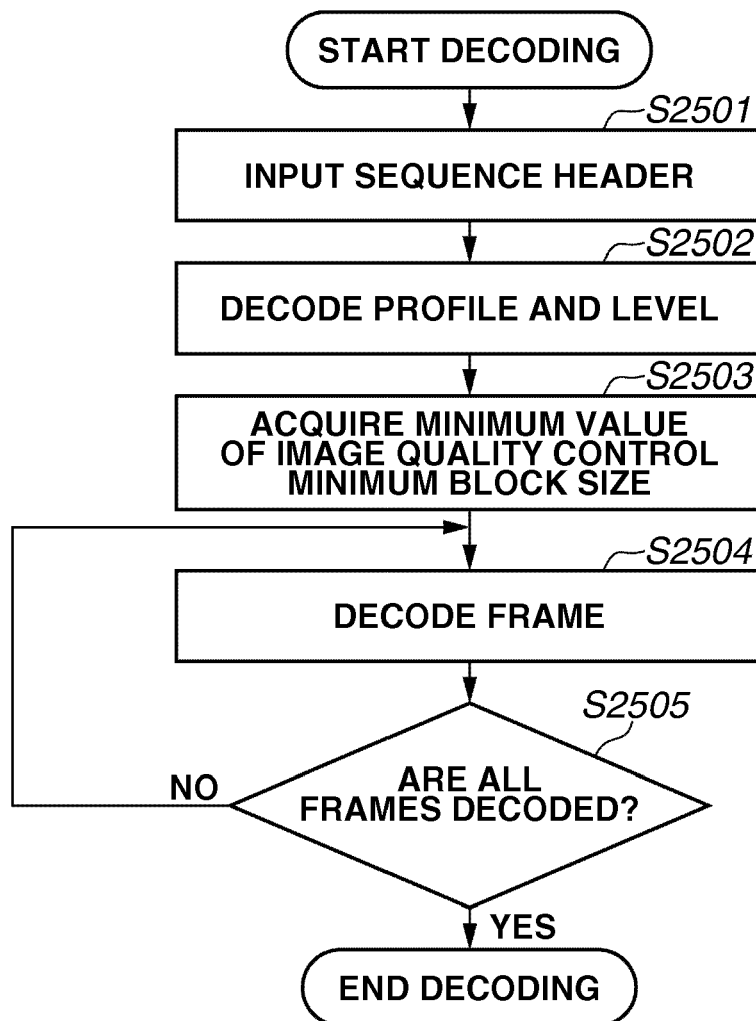 START DECODING
S2501
INPUT SEQUENCE HEADER
S2502
DECODE PROFILE AND LEVEL
S2503
ACQUIRE MINIMUM VALUE
OF IMAGE QUALITY CONTROL
MINIMUM BLOCK SIZE
S2504
DECODE FRAME
S2505
ARE ALL
FRAMES DECODED?
NO
YES
END DECODING